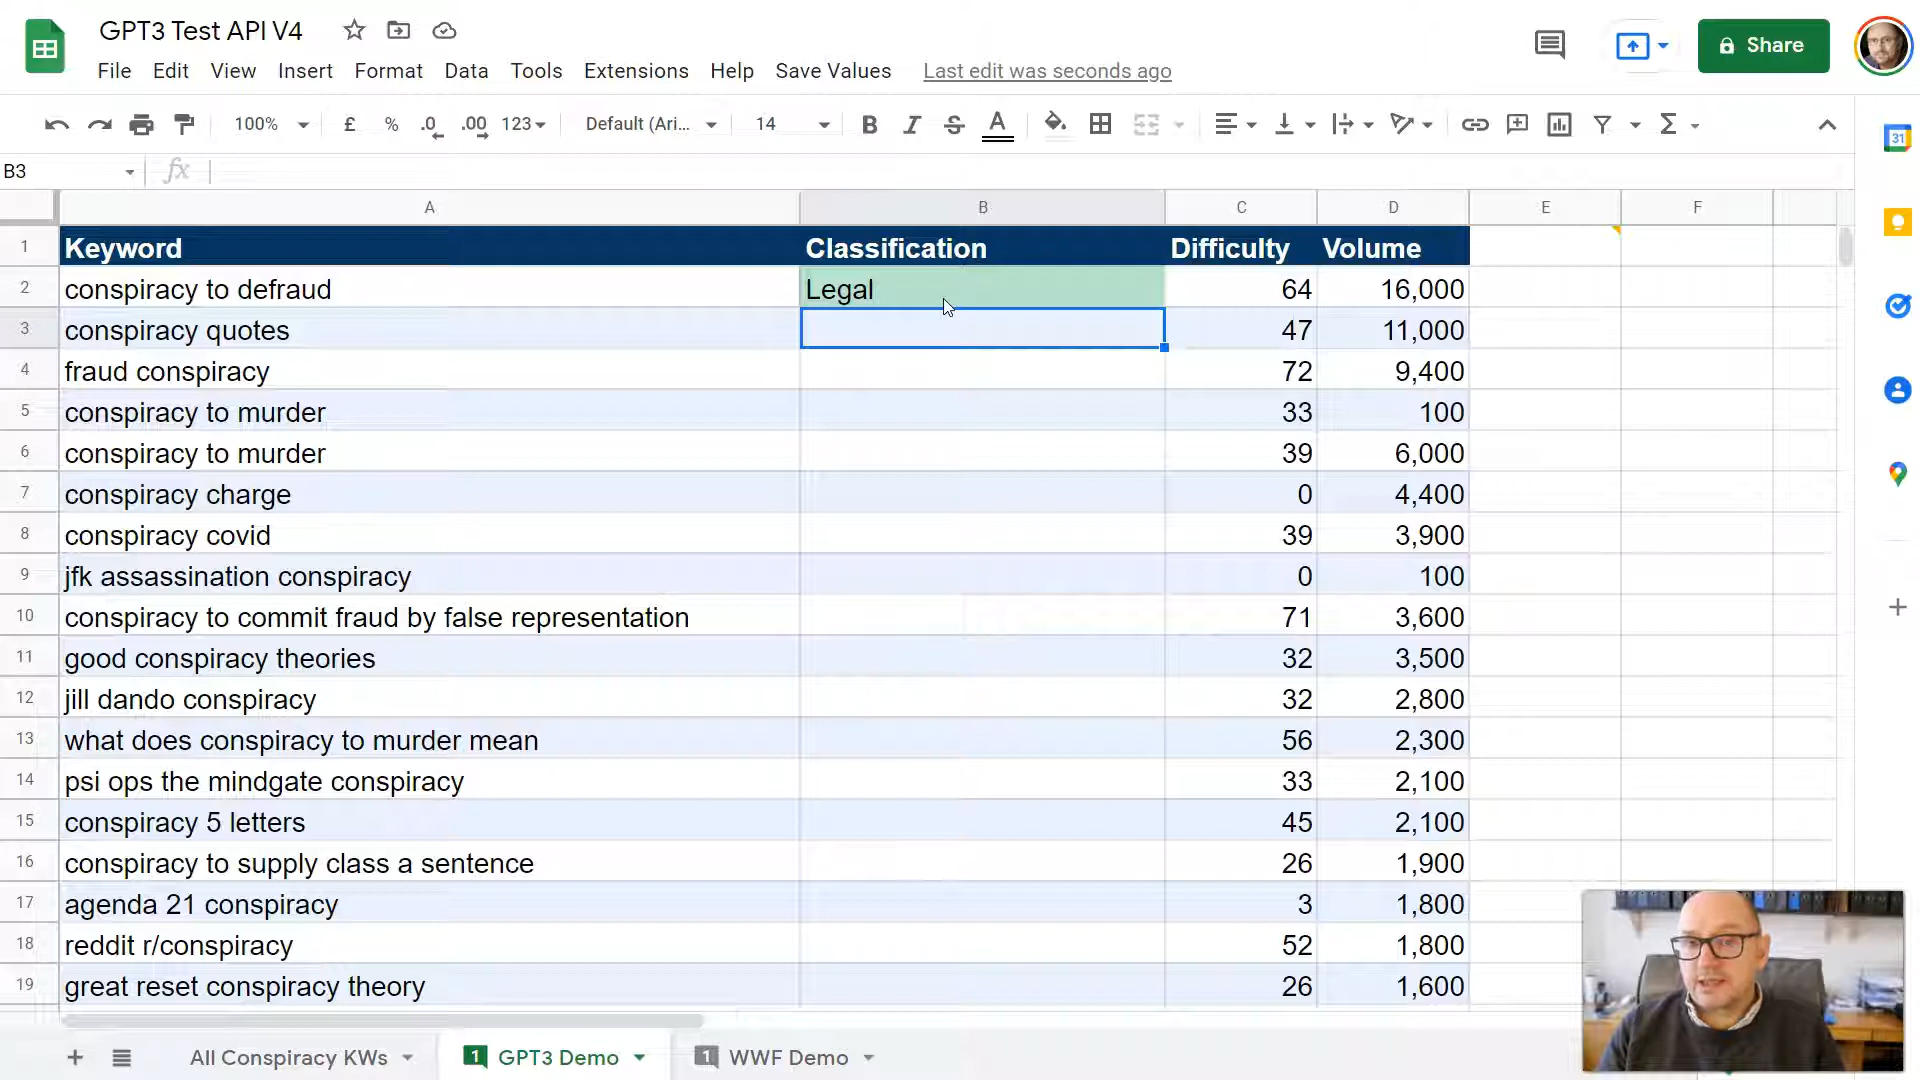 GPT3 Test API V4
File Edit View Insert Format Data Tools Extensions Help Save Values Last edit was seconds ago
Share
100% £ % .0 .00 123 Default (Ari... 14
B3 fx
31
A B C D E F
1 Keyword Classification Difficulty Volume
2 conspiracy to defraud Legal 64 16,000
3 conspiracy quotes 47 11,000
4 fraud conspiracy 72 9,400
5 conspiracy to murder 33 100
6 conspiracy to murder 39 6,000
7 conspiracy charge 0 4,400
8 conspiracy covid 39 3,900
9 jfk assassination conspiracy 0 100
10 conspiracy to commit fraud by false representation 71 3,600
11 good conspiracy theories 32 3,500
12 jill dando conspiracy 32 2,800
13 what does conspiracy to murder mean 56 2,300
14 psi ops the mindgate conspiracy 33 2,100
15 conspiracy 5 letters 45 2,100
16 conspiracy to supply class a sentence 26 1,900
17 agenda 21 conspiracy 3 1,800
18 reddit r/conspiracy 52 1,800
19 great reset conspiracy theory 26 1,600
All Conspiracy KWs 1 GPT3 Demo 1 WWF Demo